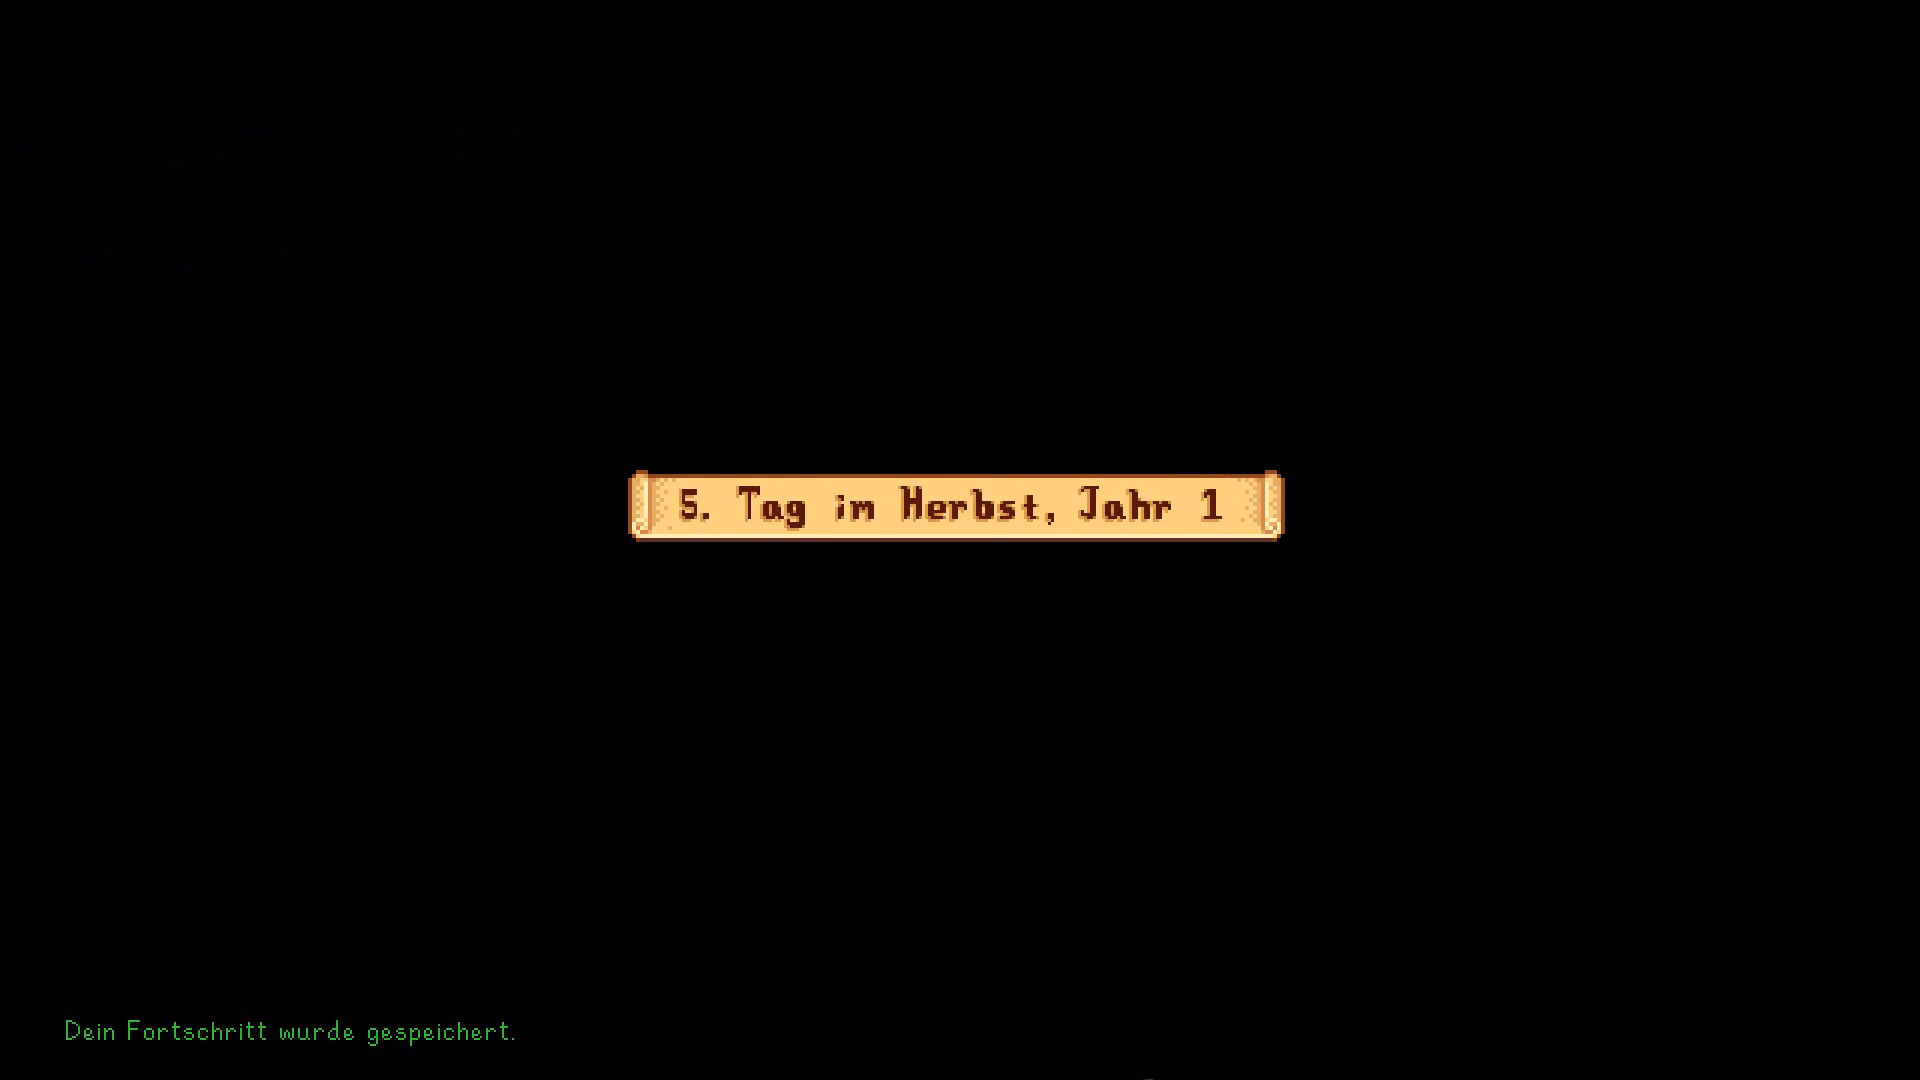 5. Tag im Herbst, Jahr 1
Dein Fortschritt wurde gespeichert.